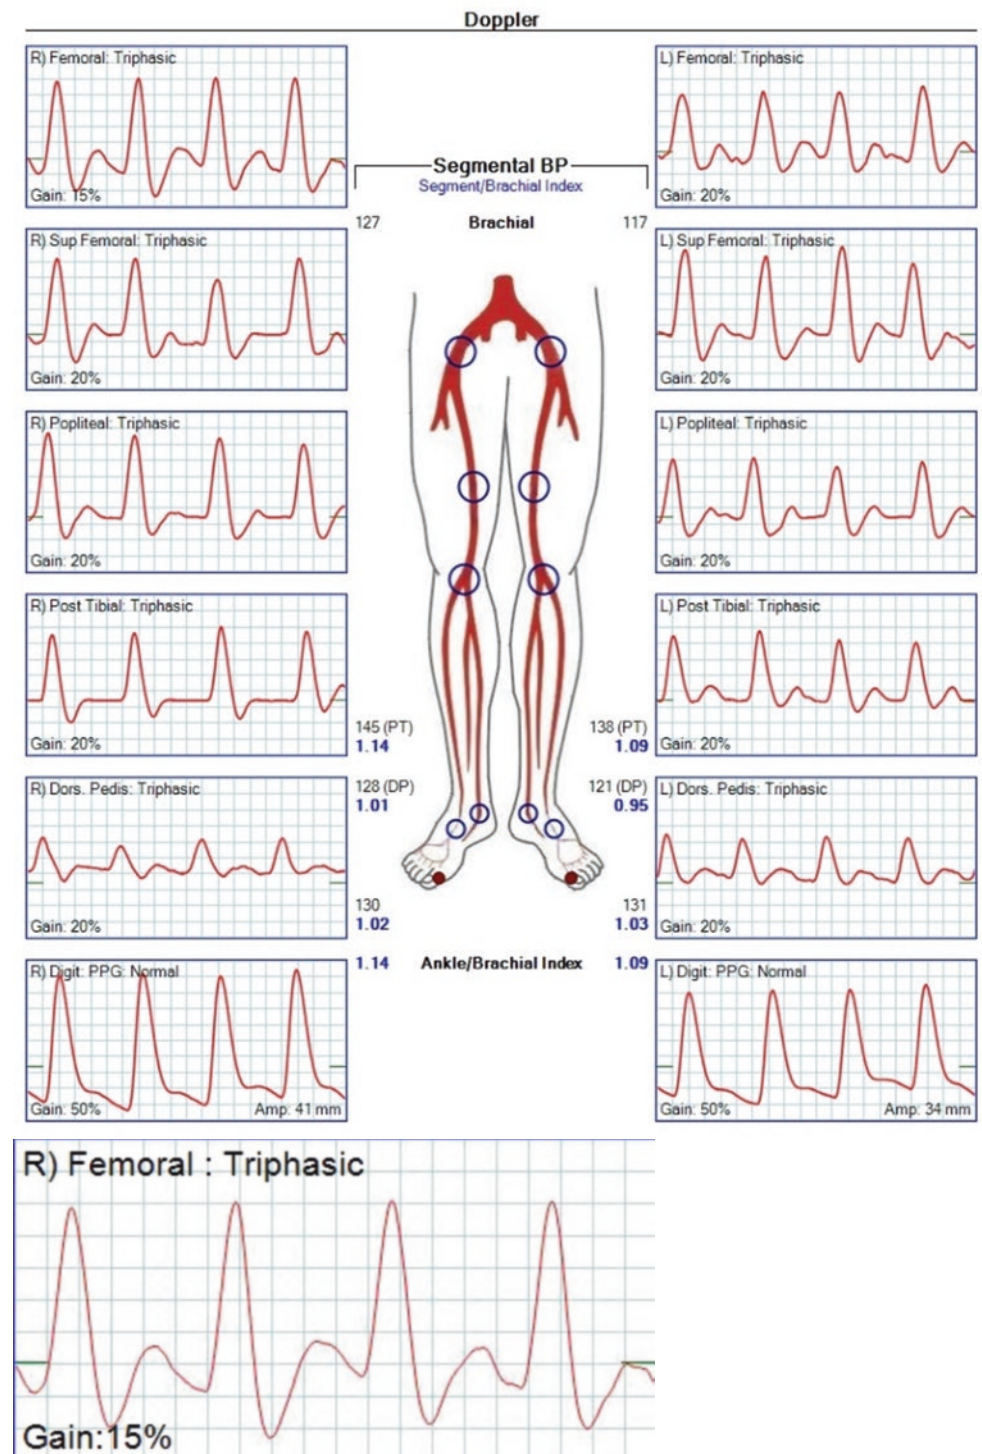 Doppler
R) Femoral: Triphasic
Gain: 15%
R) Sup Femoral: Triphasic
Gain: 20%
R) Popliteal: Triphasic
Gain: 20%
R) Post Tibial: Triphasic
Gain: 20%
R) Dors. Pedis: Triphasic
Gain: 20%
R) Digit: PPG: Normal
Gain: 50%
Amp: 41 mm
Segmental BP
Segment/Brachial Index
127 Brachial 117
145 (PT) 138 (PT)
1.14 1.09
128 (DP) 121 (DP)
1.01 0.95
130 131
1.02 1.03
1.14 Ankle/Brachial Index 1.09
L) Femoral: Triphasic
Gain: 20%
L) Sup Femoral: Triphasic
Gain: 20%
L) Popliteal: Triphasic
Gain: 20%
L) Post Tibial: Triphasic
Gain: 20%
L) Dors. Pedis: Triphasic
Gain: 20%
L) Digit: PPG: Normal
Gain: 50%
Amp: 34 mm
R) Femoral : Triphasic
Gain:15%